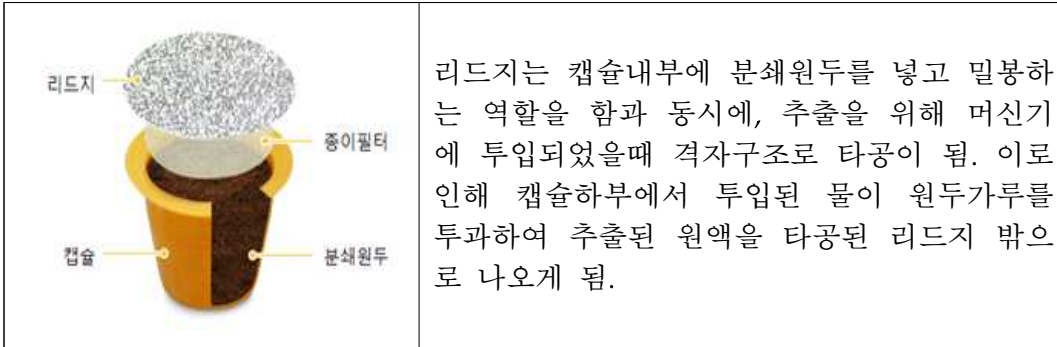 리드지
종이필터
캡슐
분쇄원두
리드지는 캡슐내부에 분쇄원두를 넣고 밀봉하
는 역할을 함과 동시에, 추출을 위해 머신기
에 투입되었을때 격자구조로 타공이 됨. 이로
인해 캡슐하부에서 투입된 물이 원두가루를
투과하여 추출된 원액을 타공된 리드지 밖으
로 나오게 됨.